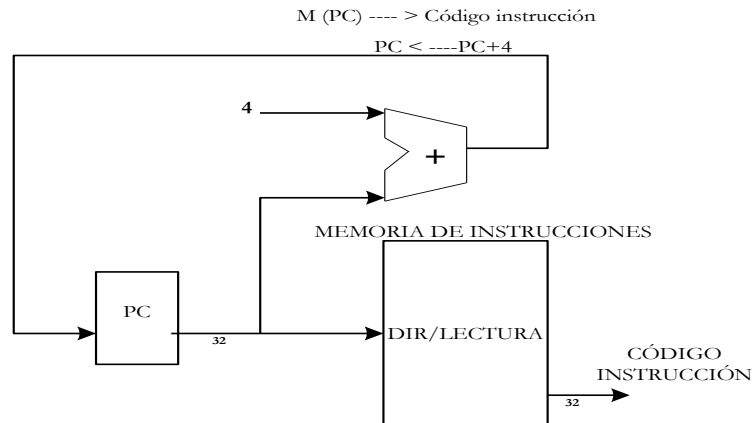 M (PC) ---- > Código instrucción
PC < ----PC+4
4
+
MEMORIA DE INSTRUCCIONES
PC
32
DIR/LECTURA
CÓDIGO
INSTRUCCIÓN
32